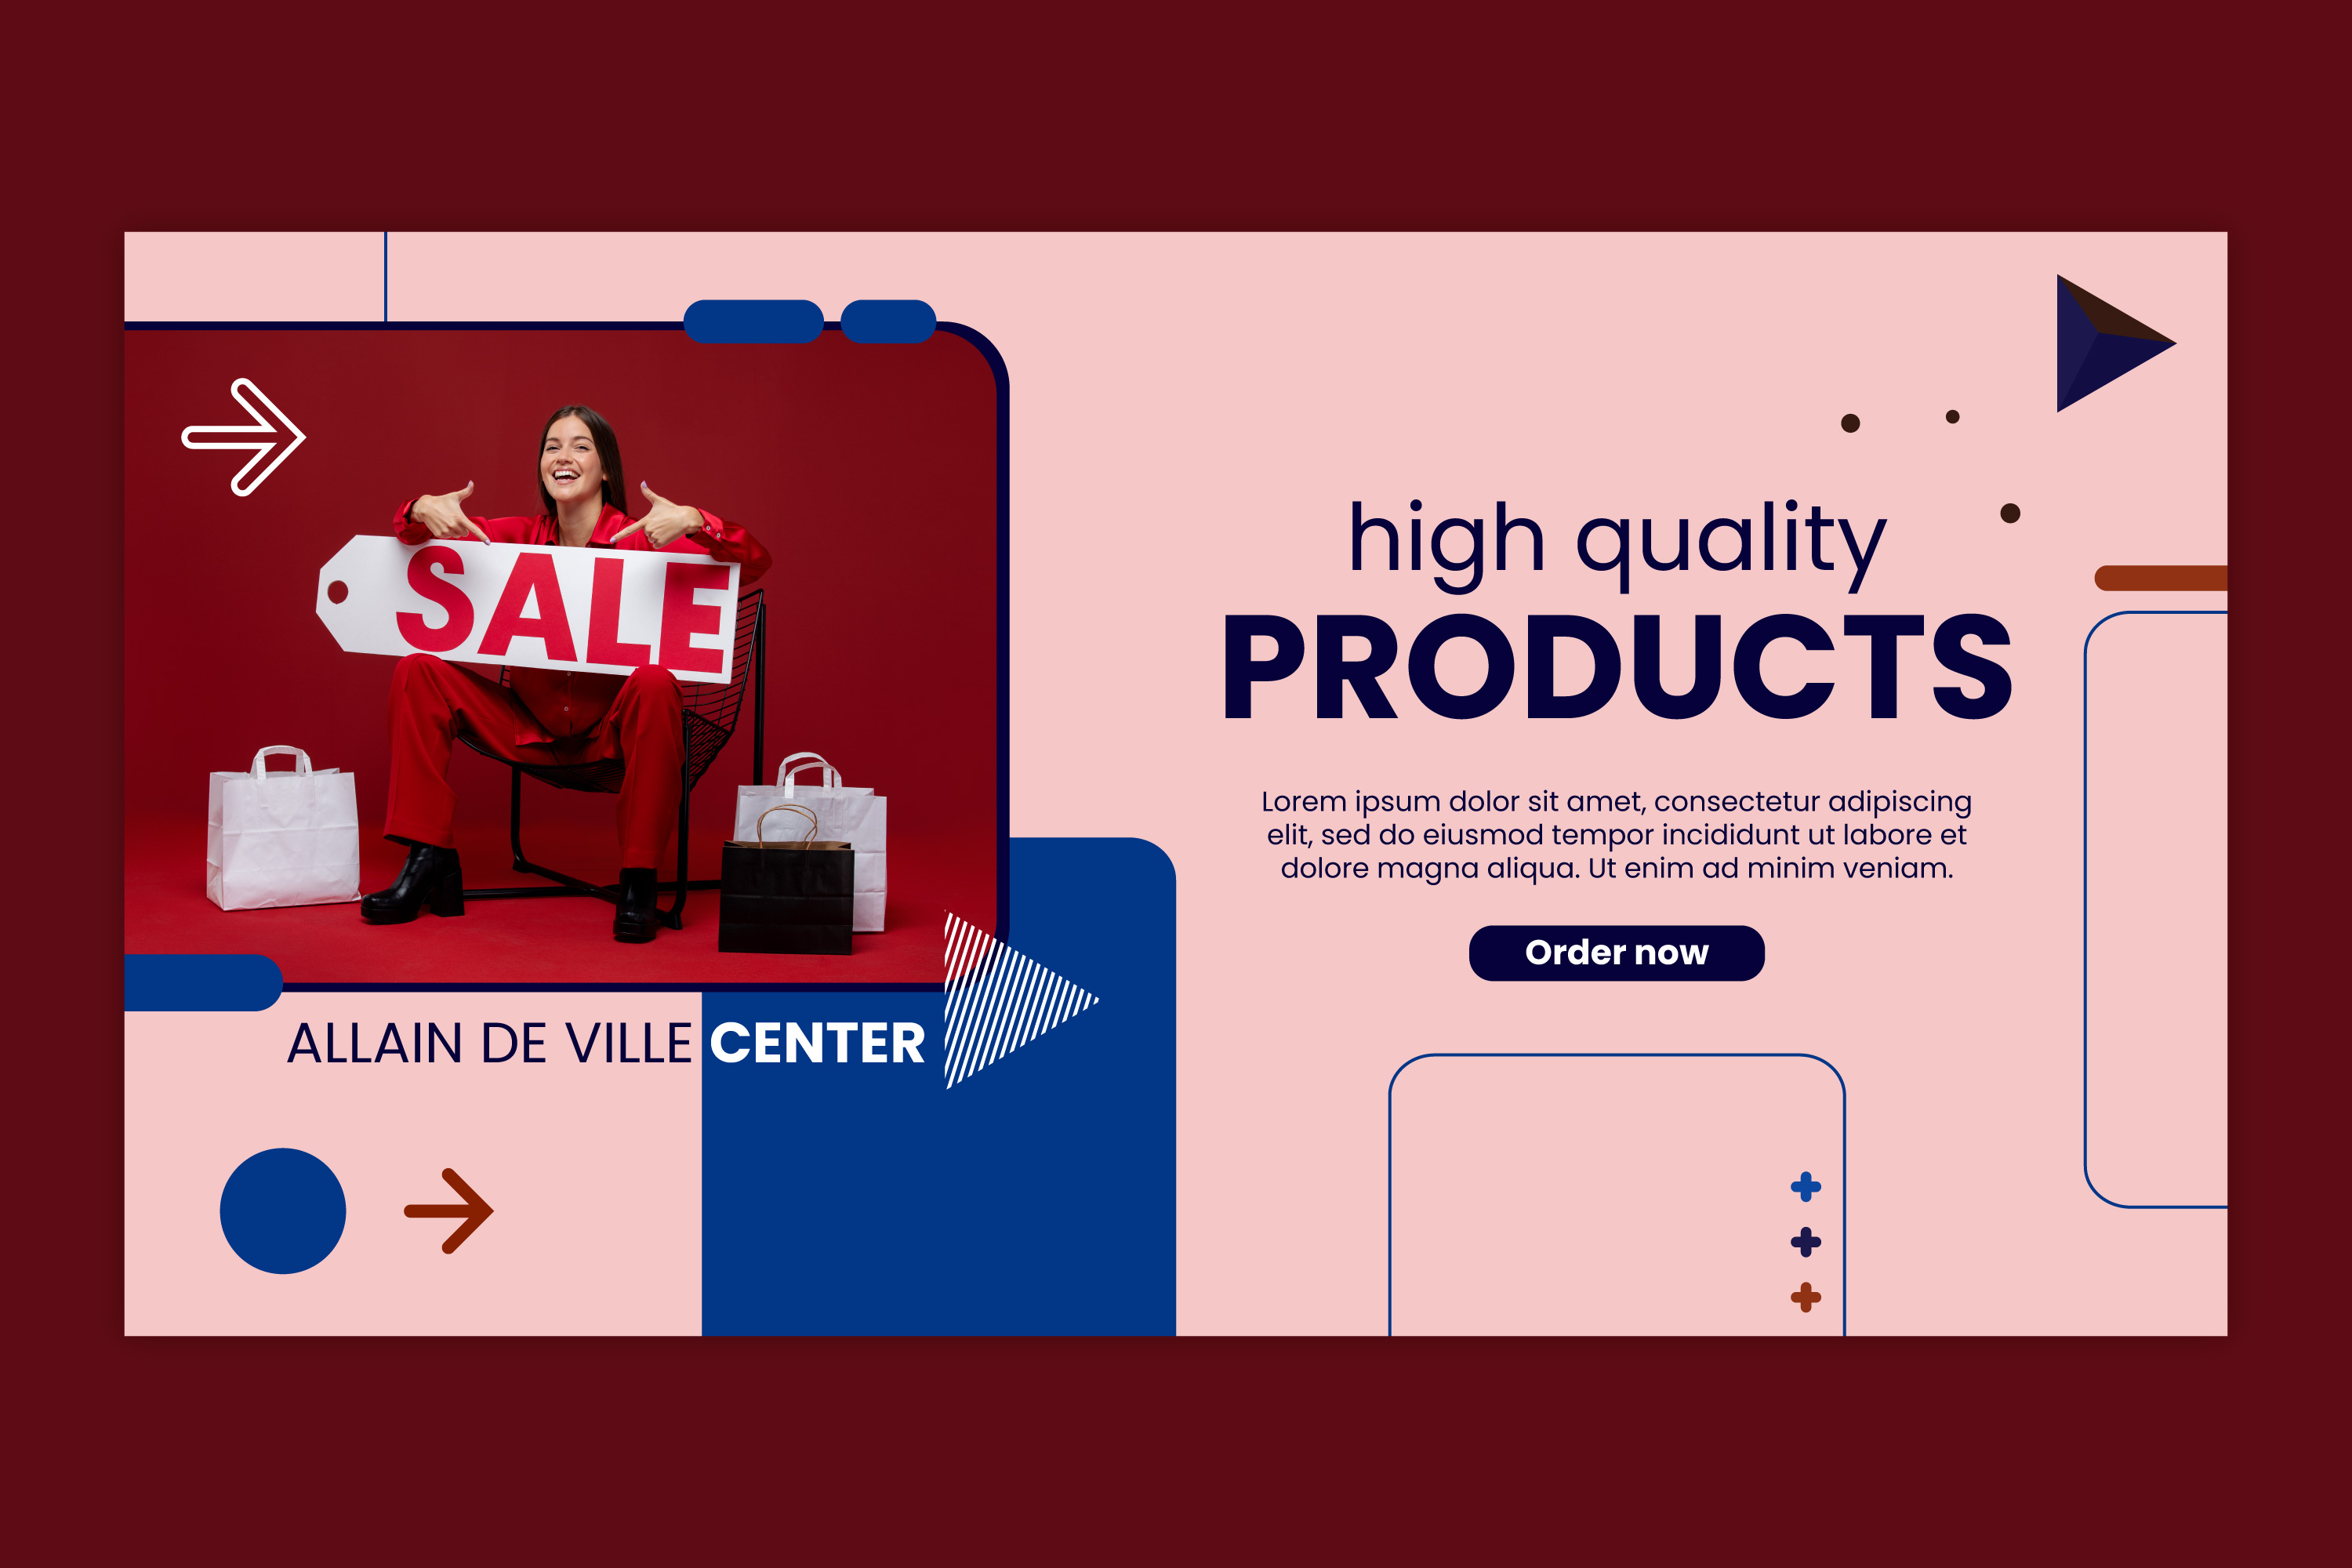 SALE
ALLAIN DE VILLE CENTER
high quality
PRODUCTS
Lorem ipsum dolor sit amet, consectetur adipiscing
elit, sed do eiusmod tempor incididunt ut labore et
dolore magna aliqua. Ut enim ad minim veniam.
Order now